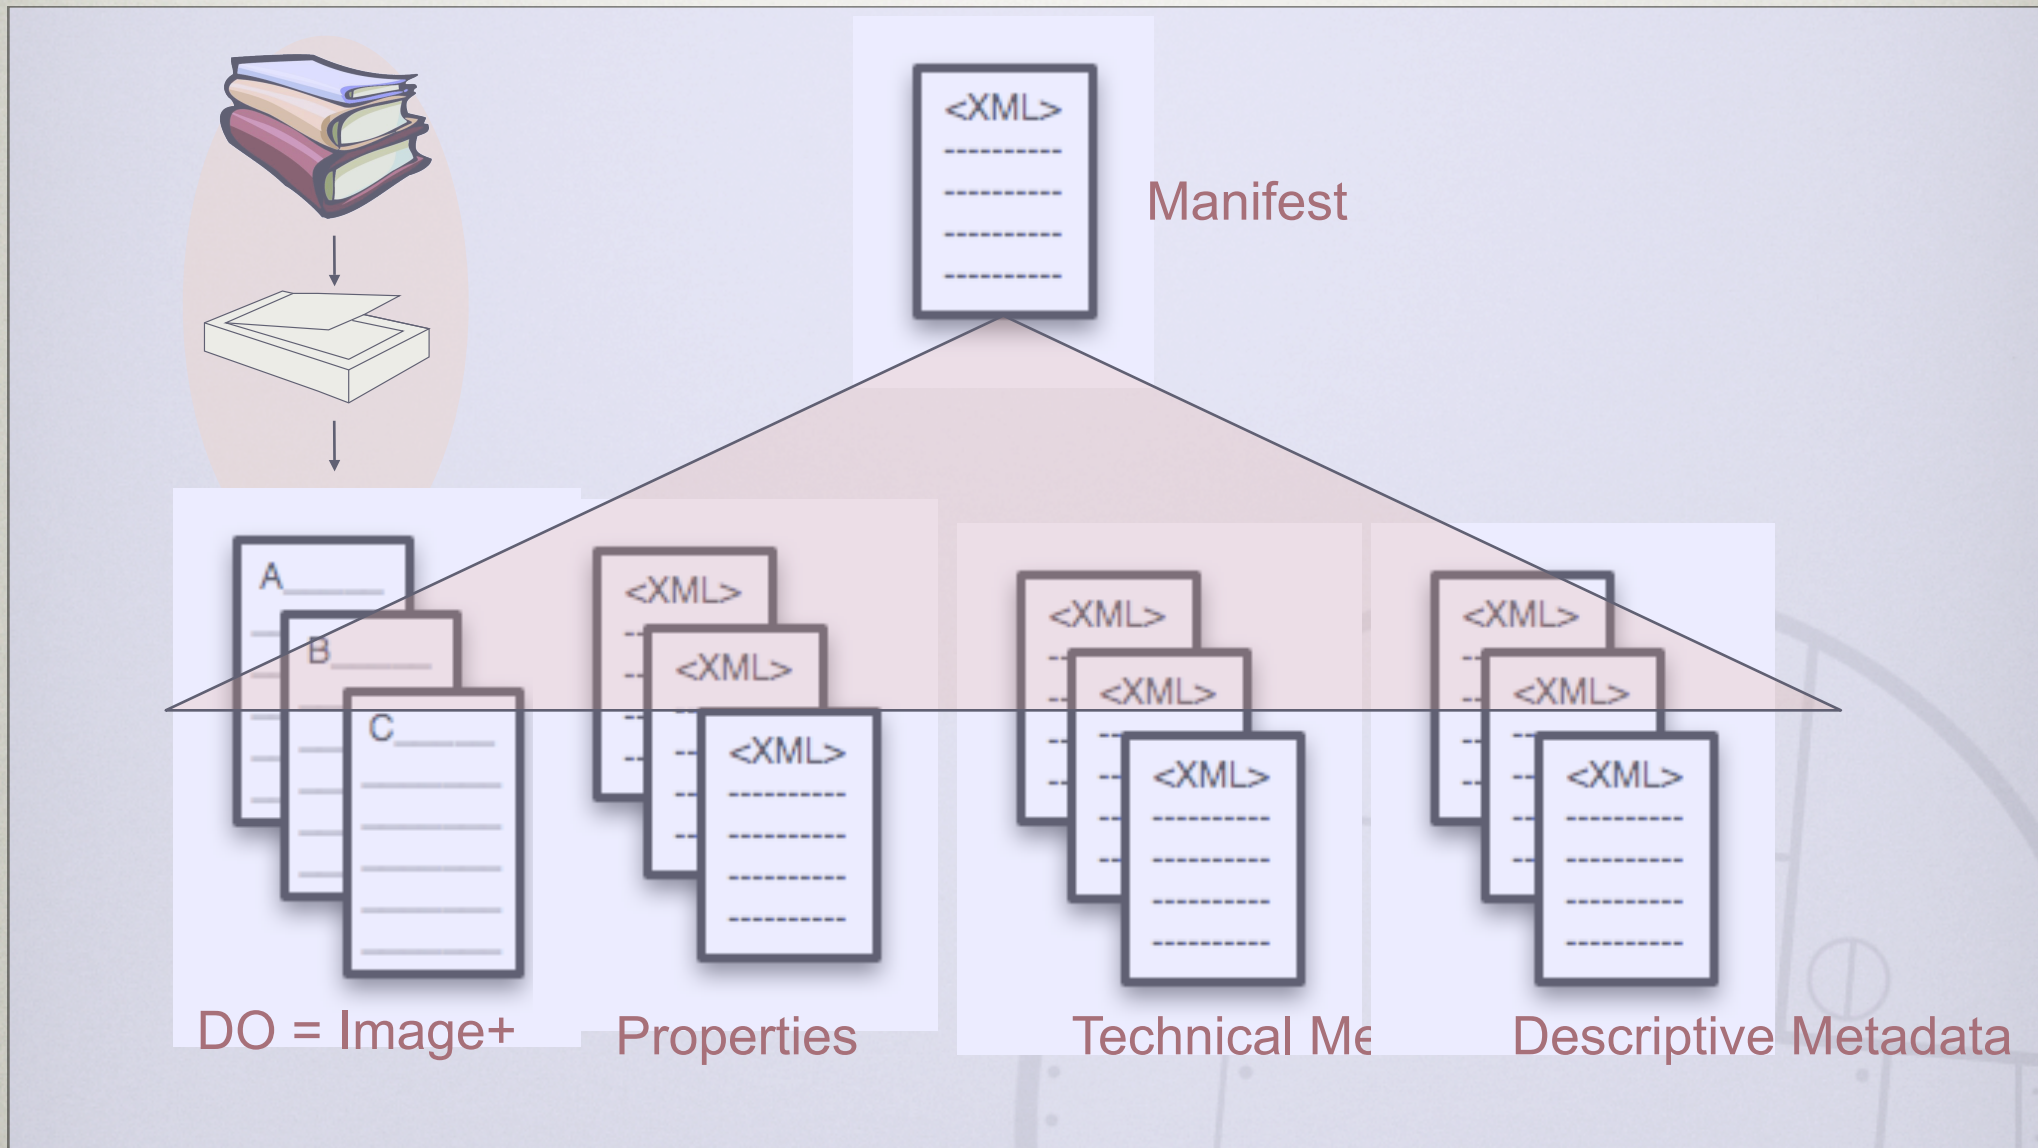 <XML>
Manifest
A
B
C
<XML>
<XML>
<XML>
<XML>
<XML>
<XML>
<XML>
<XML>
<XML>
DO = Image+
Properties
Technical Me
Descriptive Metadata